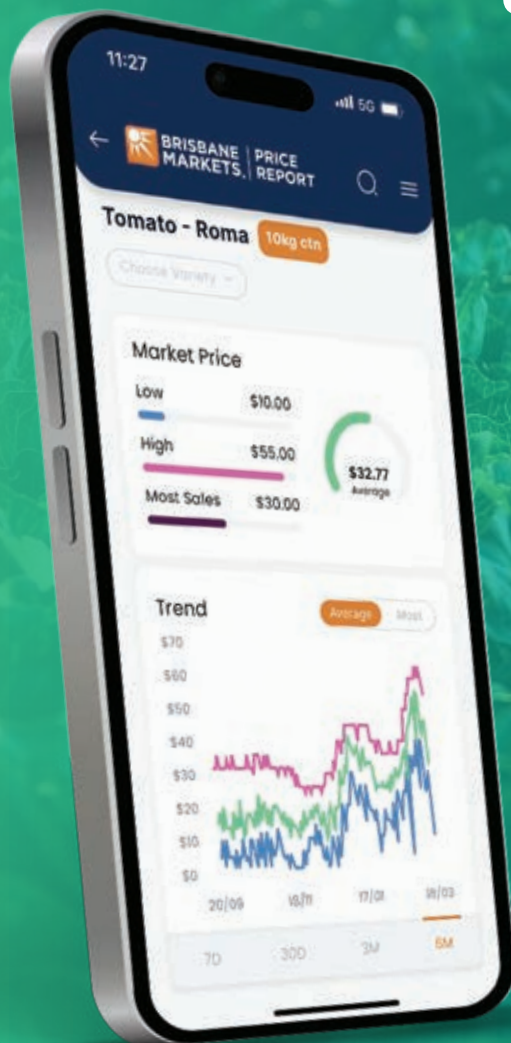 11:27
5G
BRISBANE
MARKETS.
PRICE
REPORT
Tomato - Roma
10kg ctn
Choose Variety
Market Price
Low $10.00
High $55.00
Most Sales $30.00
$32.77
Average
Trend
Average Most
$70
$60
$50
$40
$30
$20
$10
$0
20/09 18/11 17/01 18/03
7D 30D 3M 6M